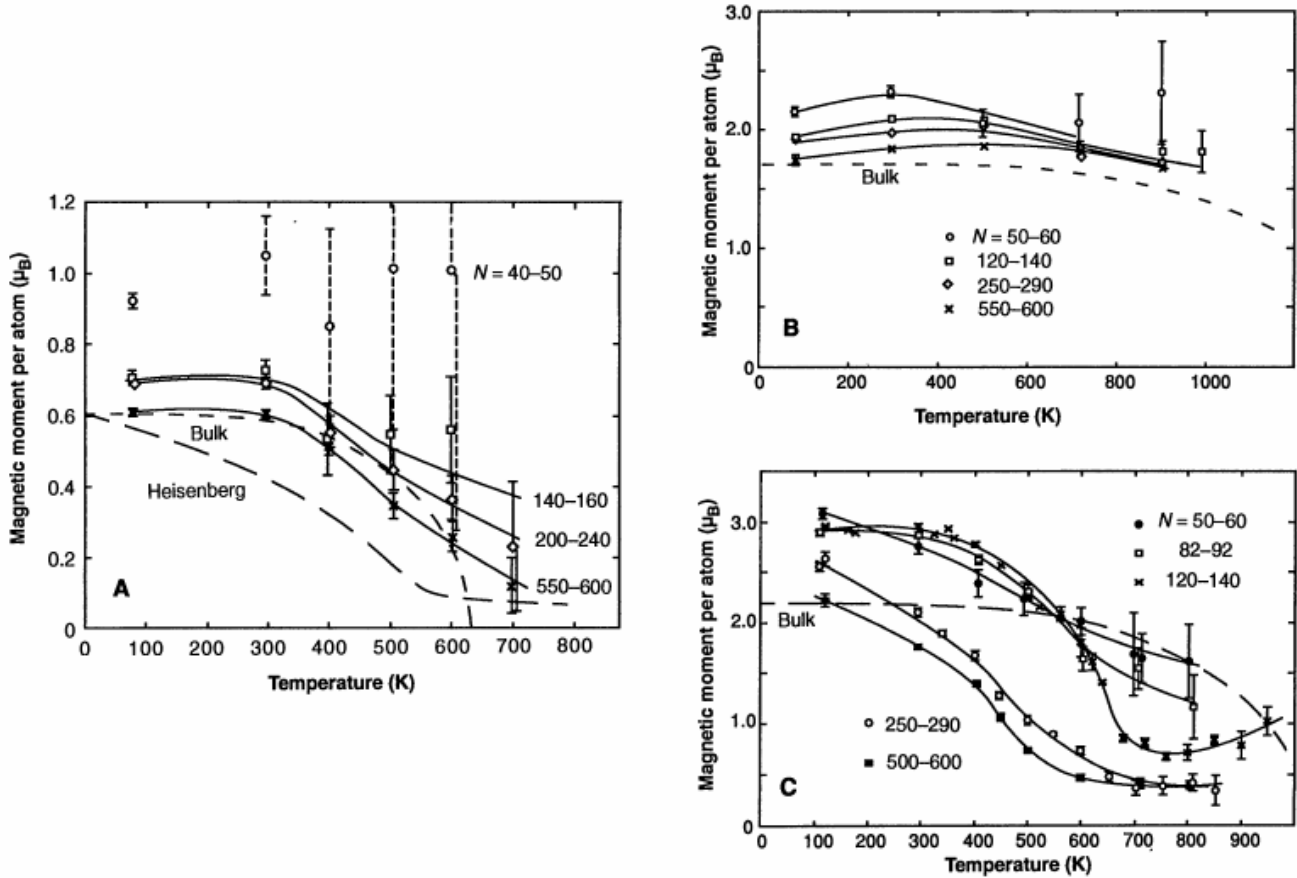 1.2
1.0
0.8
0.6
0.4
0.2
0
Magnetic moment per atom (μB)
N = 40–50
Bulk
Heisenberg
140–160
200–240
550–600
A
0 100 200 300 400 500 600 700 800
Temperature (K)
3.0
2.0
1.0
0
Magnetic moment per atom (μB)
Bulk
N = 50–60
120–140
250–290
550–600
B
0 200 400 600 800 1000
Temperature (K)
3.0
2.0
1.0
0
Magnetic moment per atom (μB)
N = 50–60
82–92
120–140
Bulk
250–290
500–600
C
0 100 200 300 400 500 600 700 800 900
Temperature (K)